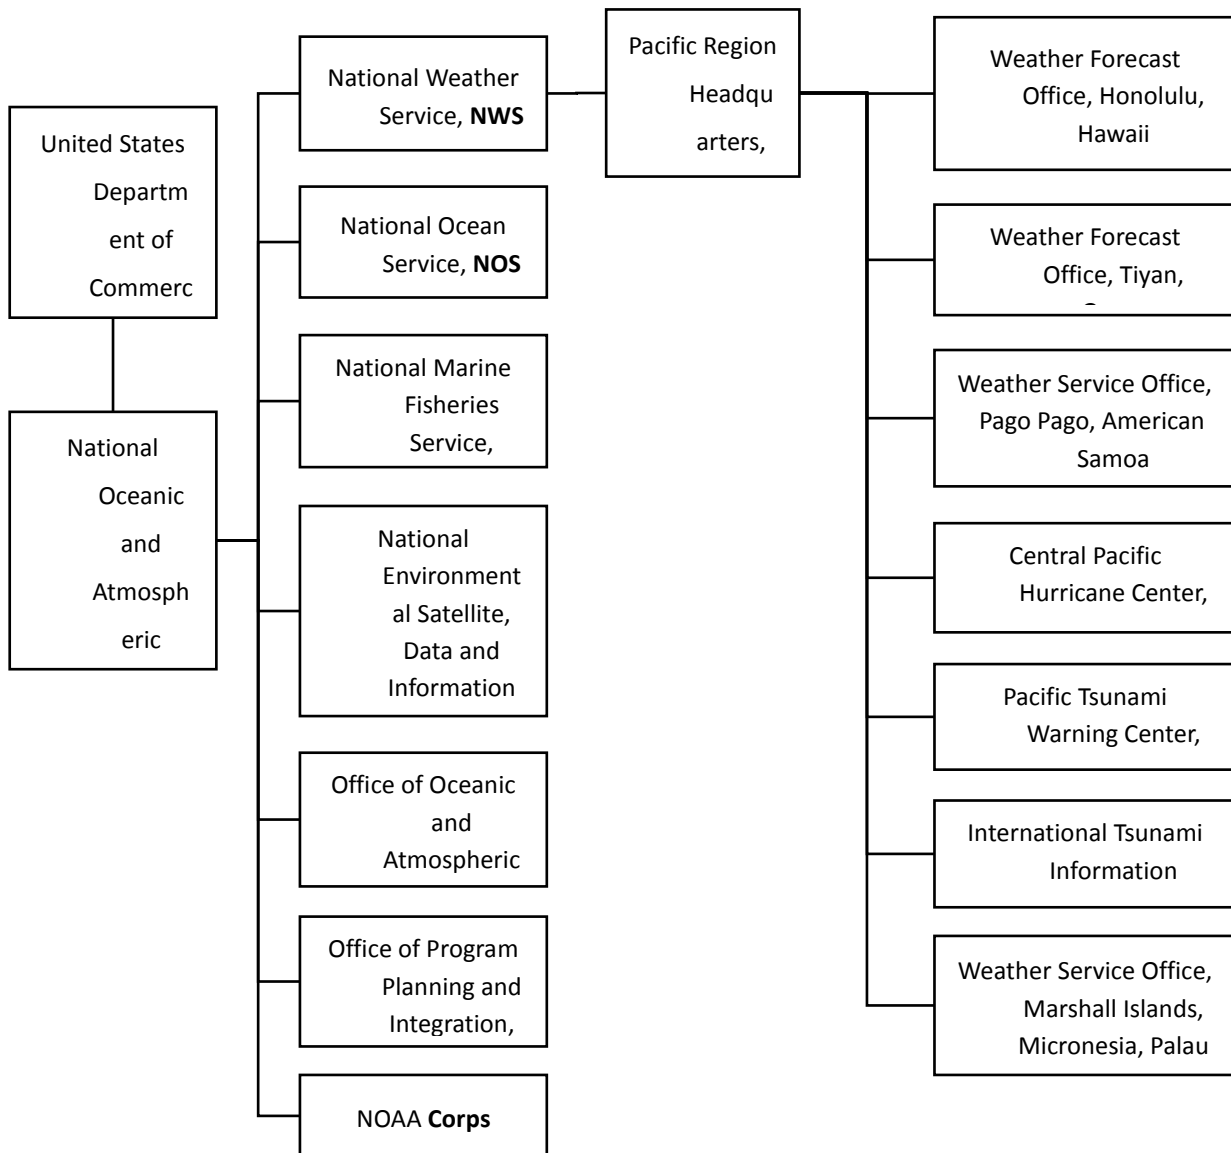 United States
Departm
ent of
Commerc
National
Oceanic
and
Atmosph
eric
National Weather
Service, NWS
National Ocean
Service, NOS
National Marine
Fisheries
Service,
National
Environment
al Satellite,
Data and
Information
Office of Oceanic
and
Atmospheric
Office of Program
Planning and
Integration,
NOAA Corps
Pacific Region
Headqu
arters,
Weather Forecast
Office, Honolulu,
Hawaii
Weather Forecast
Office, Tiyan,
Weather Service Office,
Pago Pago, American
Samoa
Central Pacific
Hurricane Center,
Pacific Tsunami
Warning Center,
International Tsunami
Information
Weather Service Office,
Marshall Islands,
Micronesia, Palau